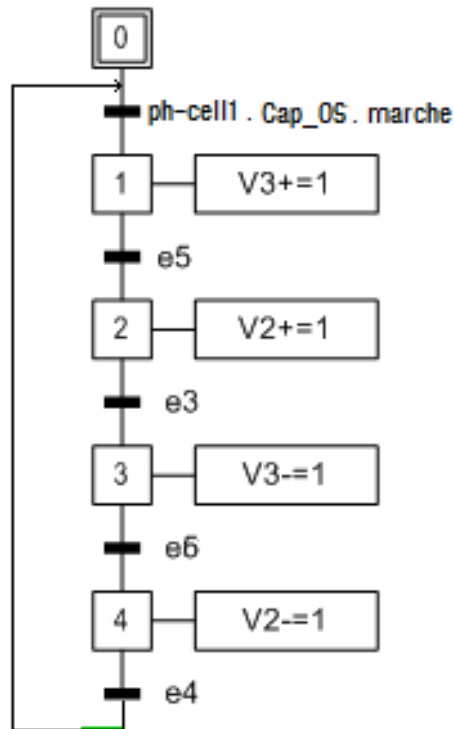 0
ph-cell1 . Cap_OS . marche
1 V3+=1
e5
2 V2+=1
e3
3 V3-=1
e6
4 V2-=1
e4